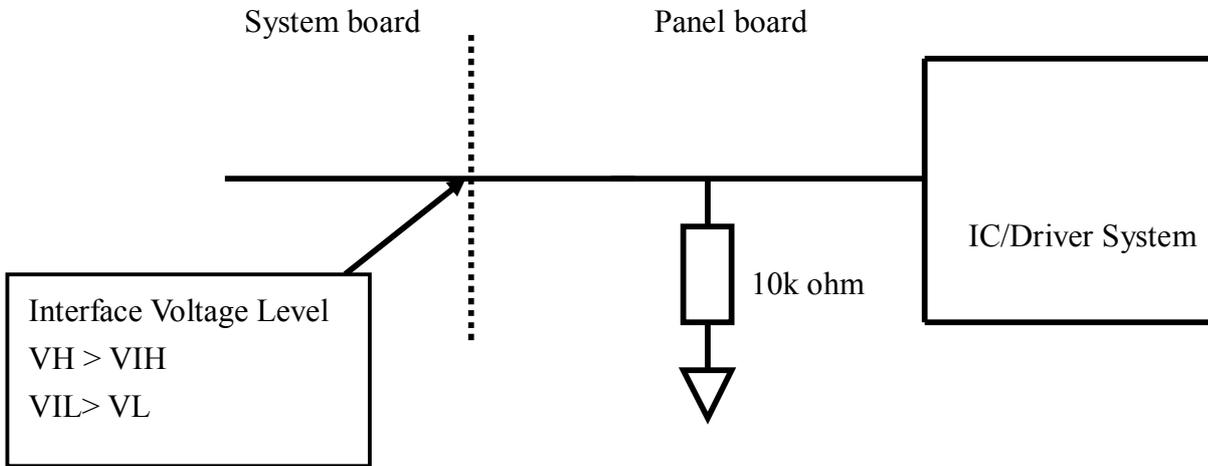 System board
Panel board
IC/Driver System
10k ohm
Interface Voltage Level
VH > VIH
VIL> VL